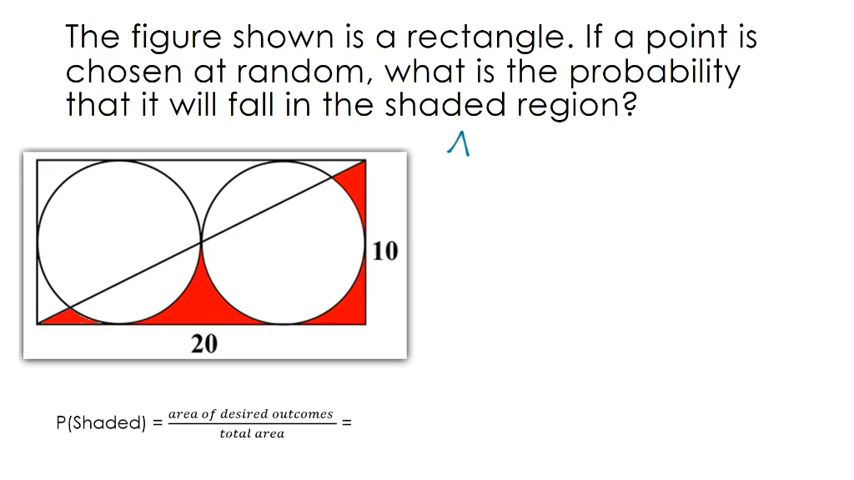 The figure shown is a rectangle. If a point is
chosen at random, what is the probability
that it will fall in the shaded region?
10
20
P(Shaded) = area of desired outcomes / total area =